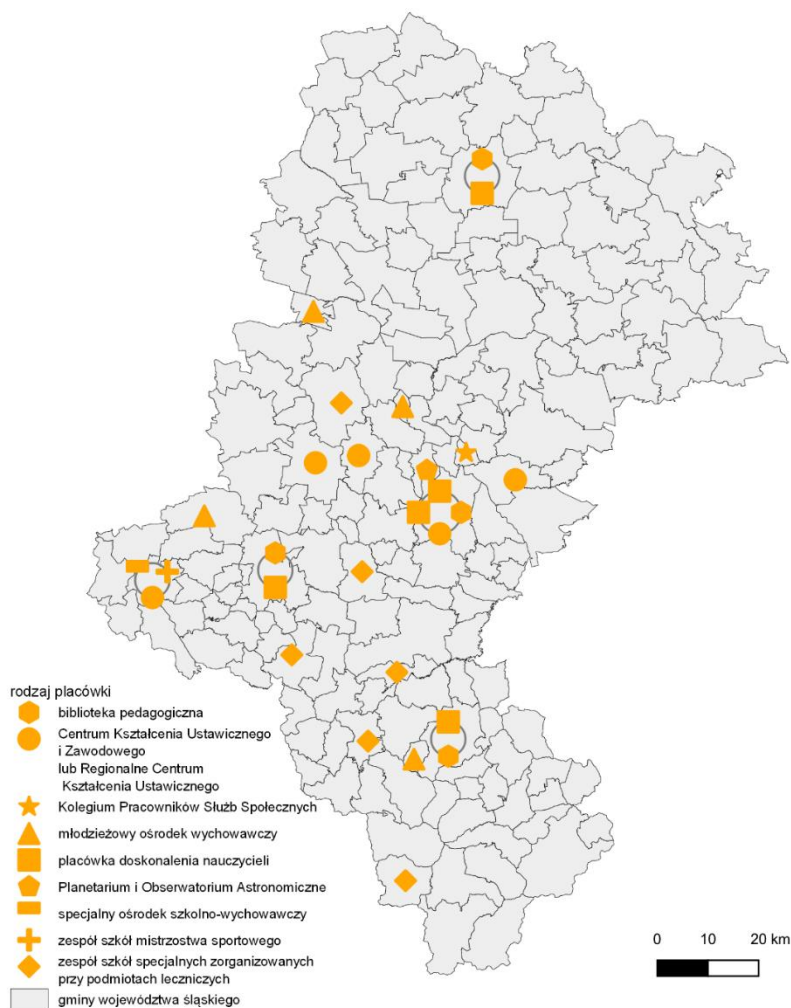 rodzaj placówki
biblioteka pedagogiczna
Centrum Kształcenia Ustawicznego
i Zawodowego
lub Regionalne Centrum
Kształcenia Ustawicznego
Kolegium Pracowników Służb Społecznych
młodzieżowy ośrodek wychowawczy
placówka doskonalenia nauczycieli
Planetarium i Obserwatorium Astronomiczne
specjalny ośrodek szkolno-wychowawczy
zespół szkół mistrzostwa sportowego
zespół szkół specjalnych zorganizowanych
przy podmiotach leczniczych
gminy województwa śląskiego
0 10 20 km